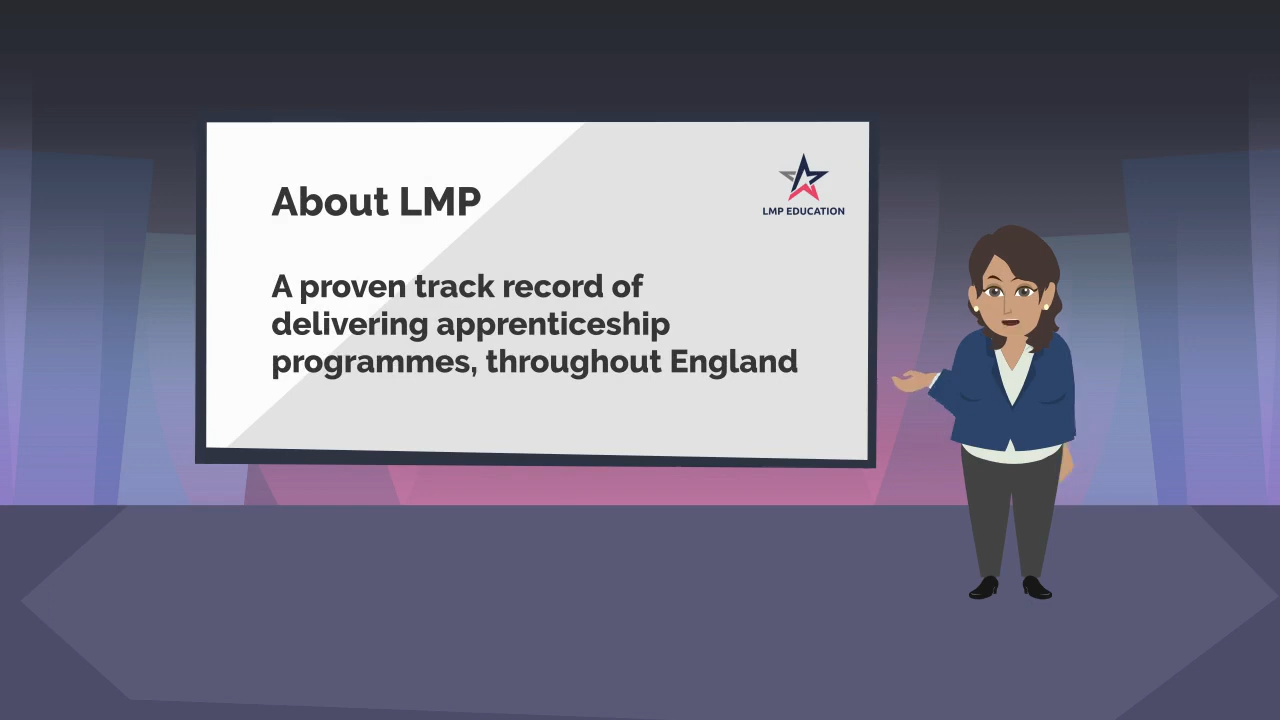 About LMP
LMP EDUCATION
A proven track record of
delivering apprenticeship
programmes, throughout England